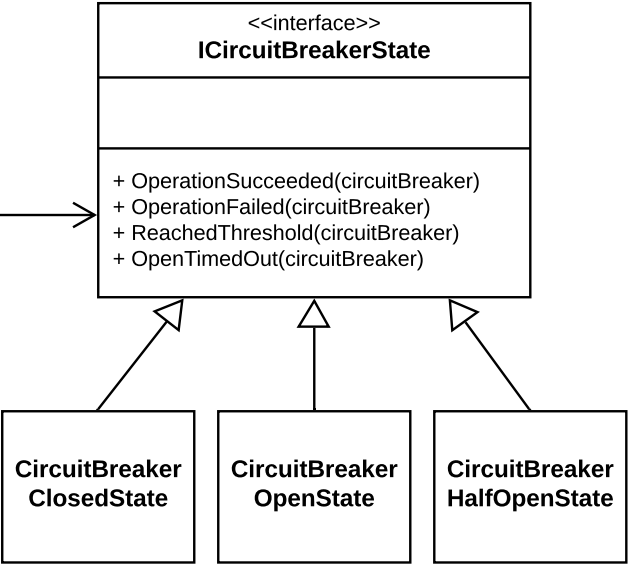 <<interface>>
ICircuitBreakerState
+ OperationSucceeded(circuitBreaker)
+ OperationFailed(circuitBreaker)
+ ReachedThreshold(circuitBreaker)
+ OpenTimedOut(circuitBreaker)
CircuitBreaker
ClosedState
CircuitBreaker
OpenState
CircuitBreaker
HalfOpenState